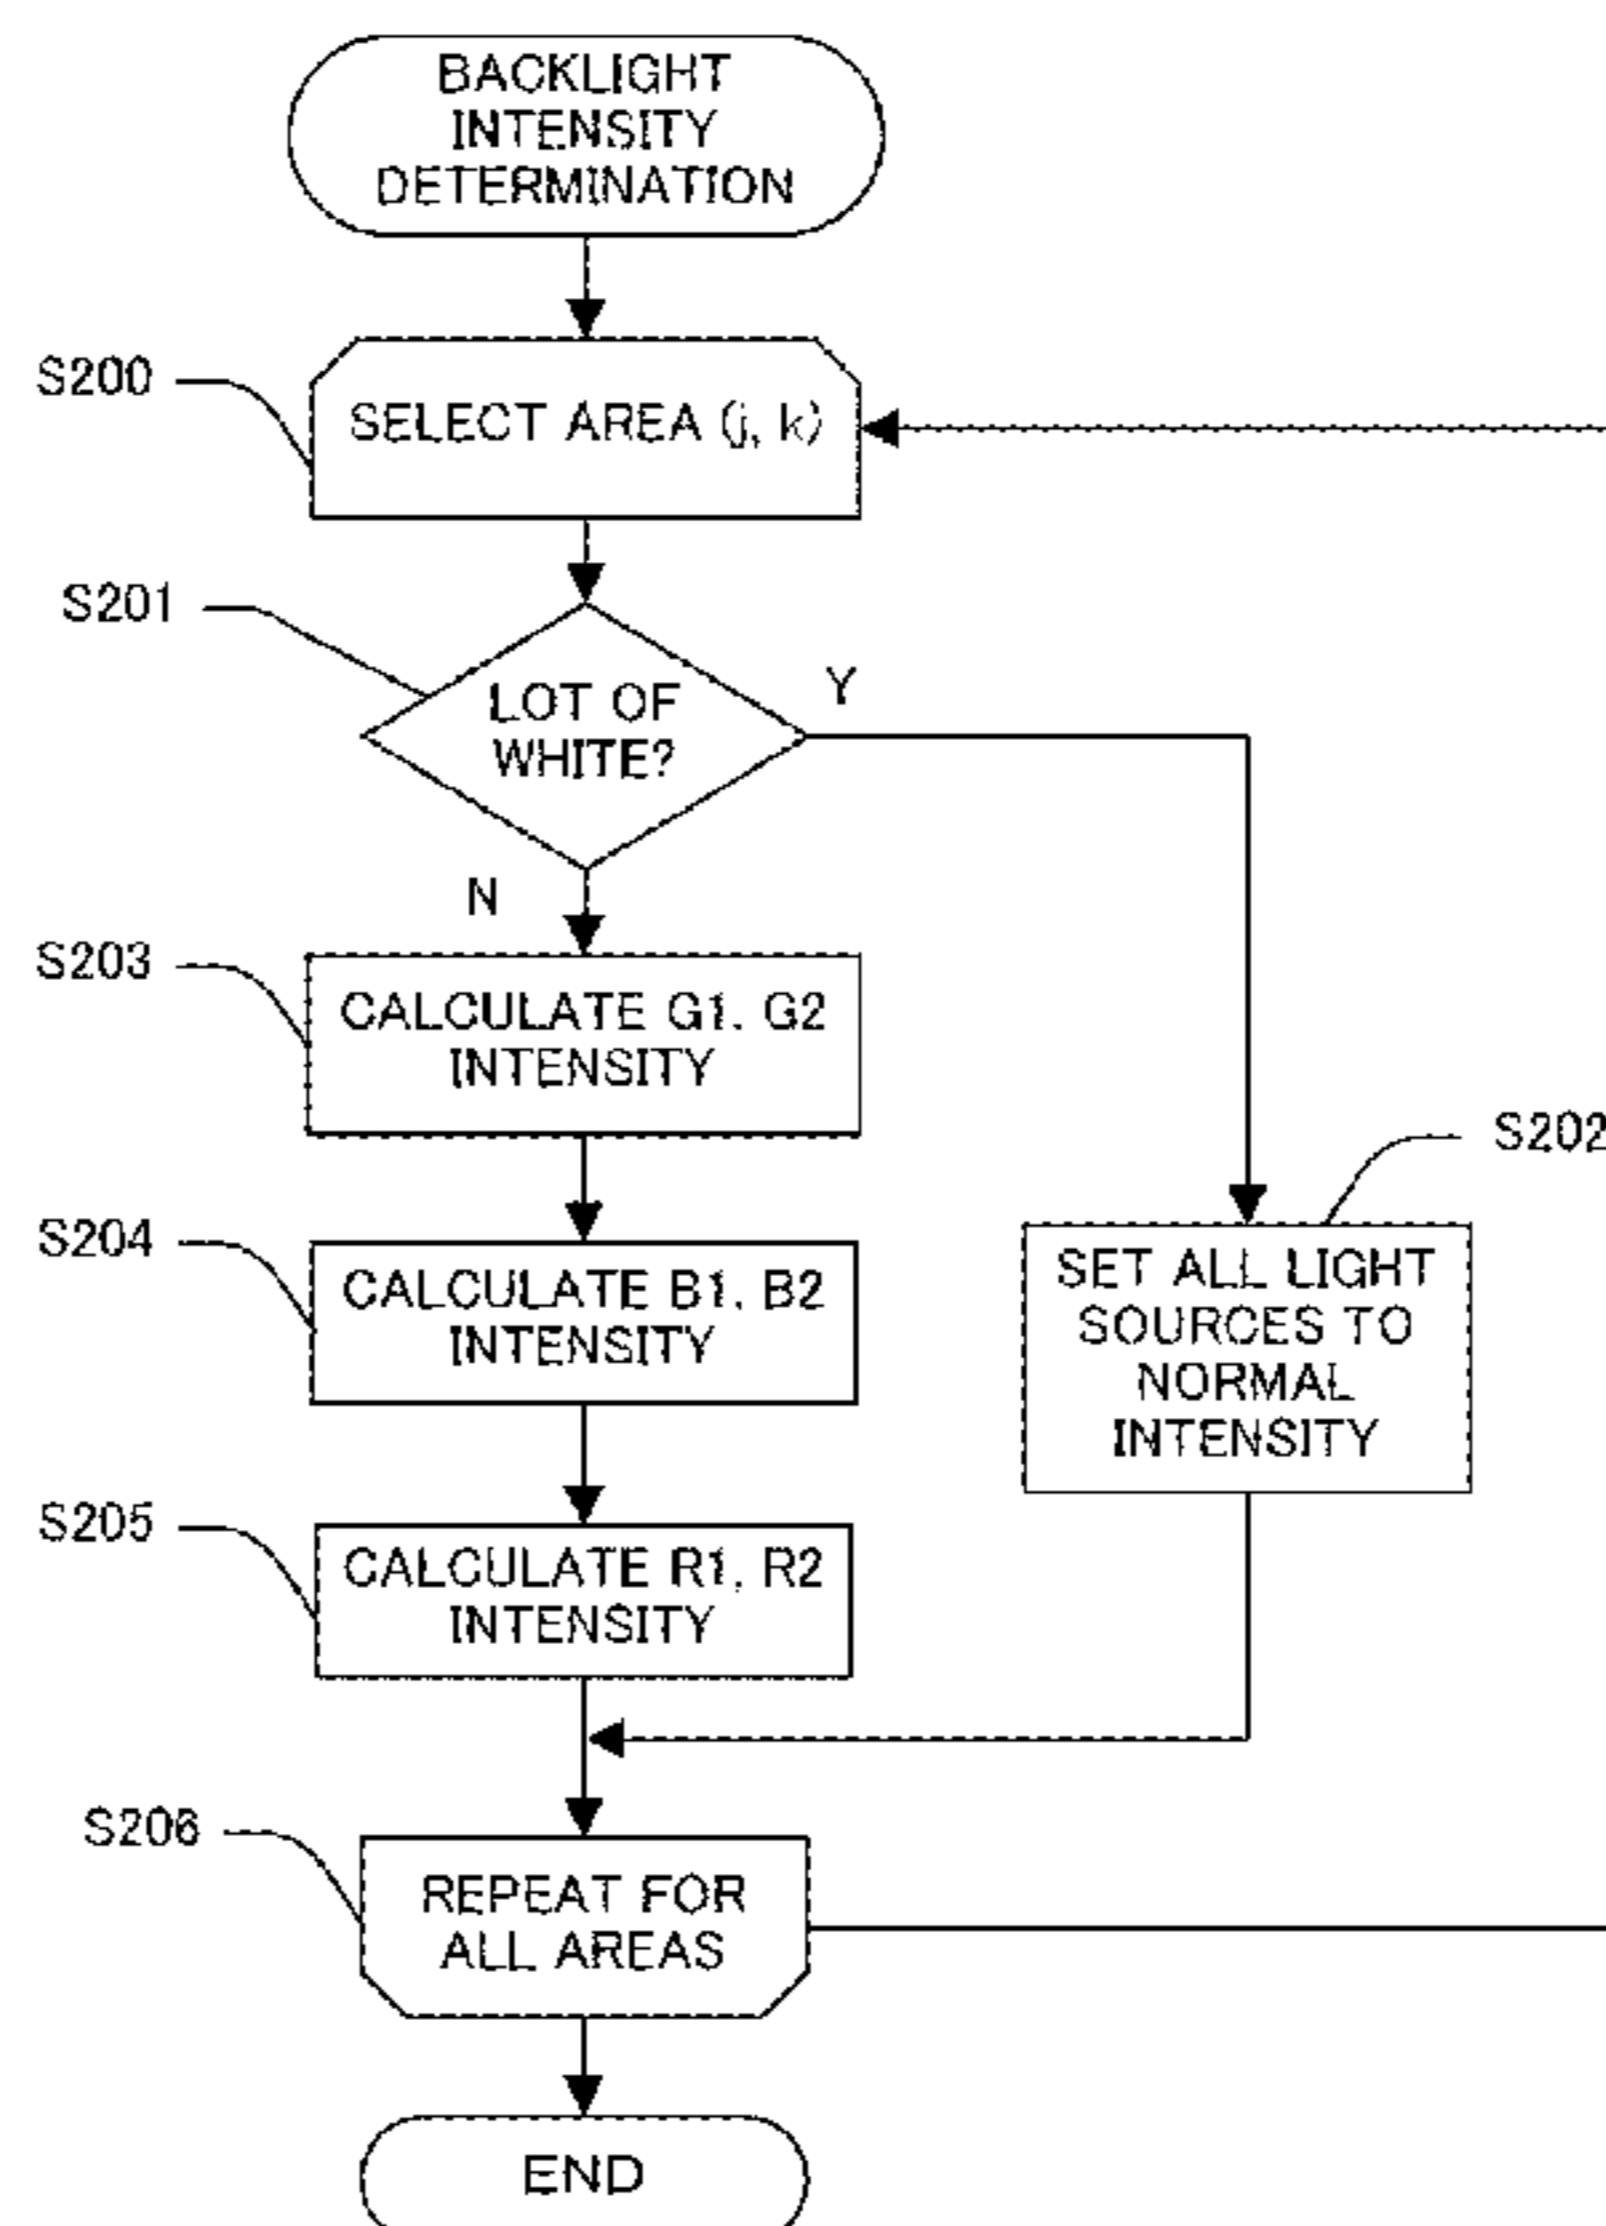 BACKLIGHT
INTENSITY
DETERMINATION
S200
SELECT AREA (j, k)
S201
LOT OF
WHITE?
Y
N
S203
CALCULATE G1, G2
INTENSITY
S202
S204
CALCULATE B1, B2
INTENSITY
SET ALL LIGHT
SOURCES TO
NORMAL
INTENSITY
S205
CALCULATE R1, R2
INTENSITY
S206
REPEAT FOR
ALL AREAS
END